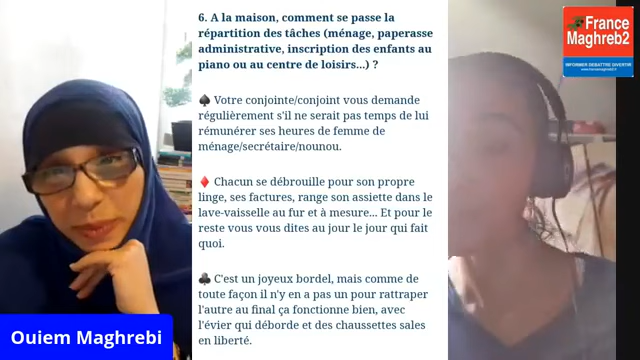 6. A la maison, comment se passe la
répartition des tâches (ménage, paperasse
administrative, inscription des enfants au
piano ou au centre de loisirs...) ?
♠ Votre conjointe/conjoint vous demande
régulièrement s'il ne serait pas temps de lui
rémunérer ses heures de femme de
ménage/secrétaire/nounou.
♦ Chacun se débrouille pour son propre
linge, ses factures, range son assiette dans le
lave-vaisselle au fur et à mesure... Et pour le
reste vous vous dites au jour le jour qui fait
quoi.
♣ C'est un joyeux bordel, mais comme de
toute façon il n'y en a pas un pour rattraper
l'autre au final ça fonctionne bien, avec
l'évier qui déborde et des chaussettes sales
en liberté.
France
Maghreb2
INFORMER DEBATTRE DIVERTIR
Ouiem Maghrebi